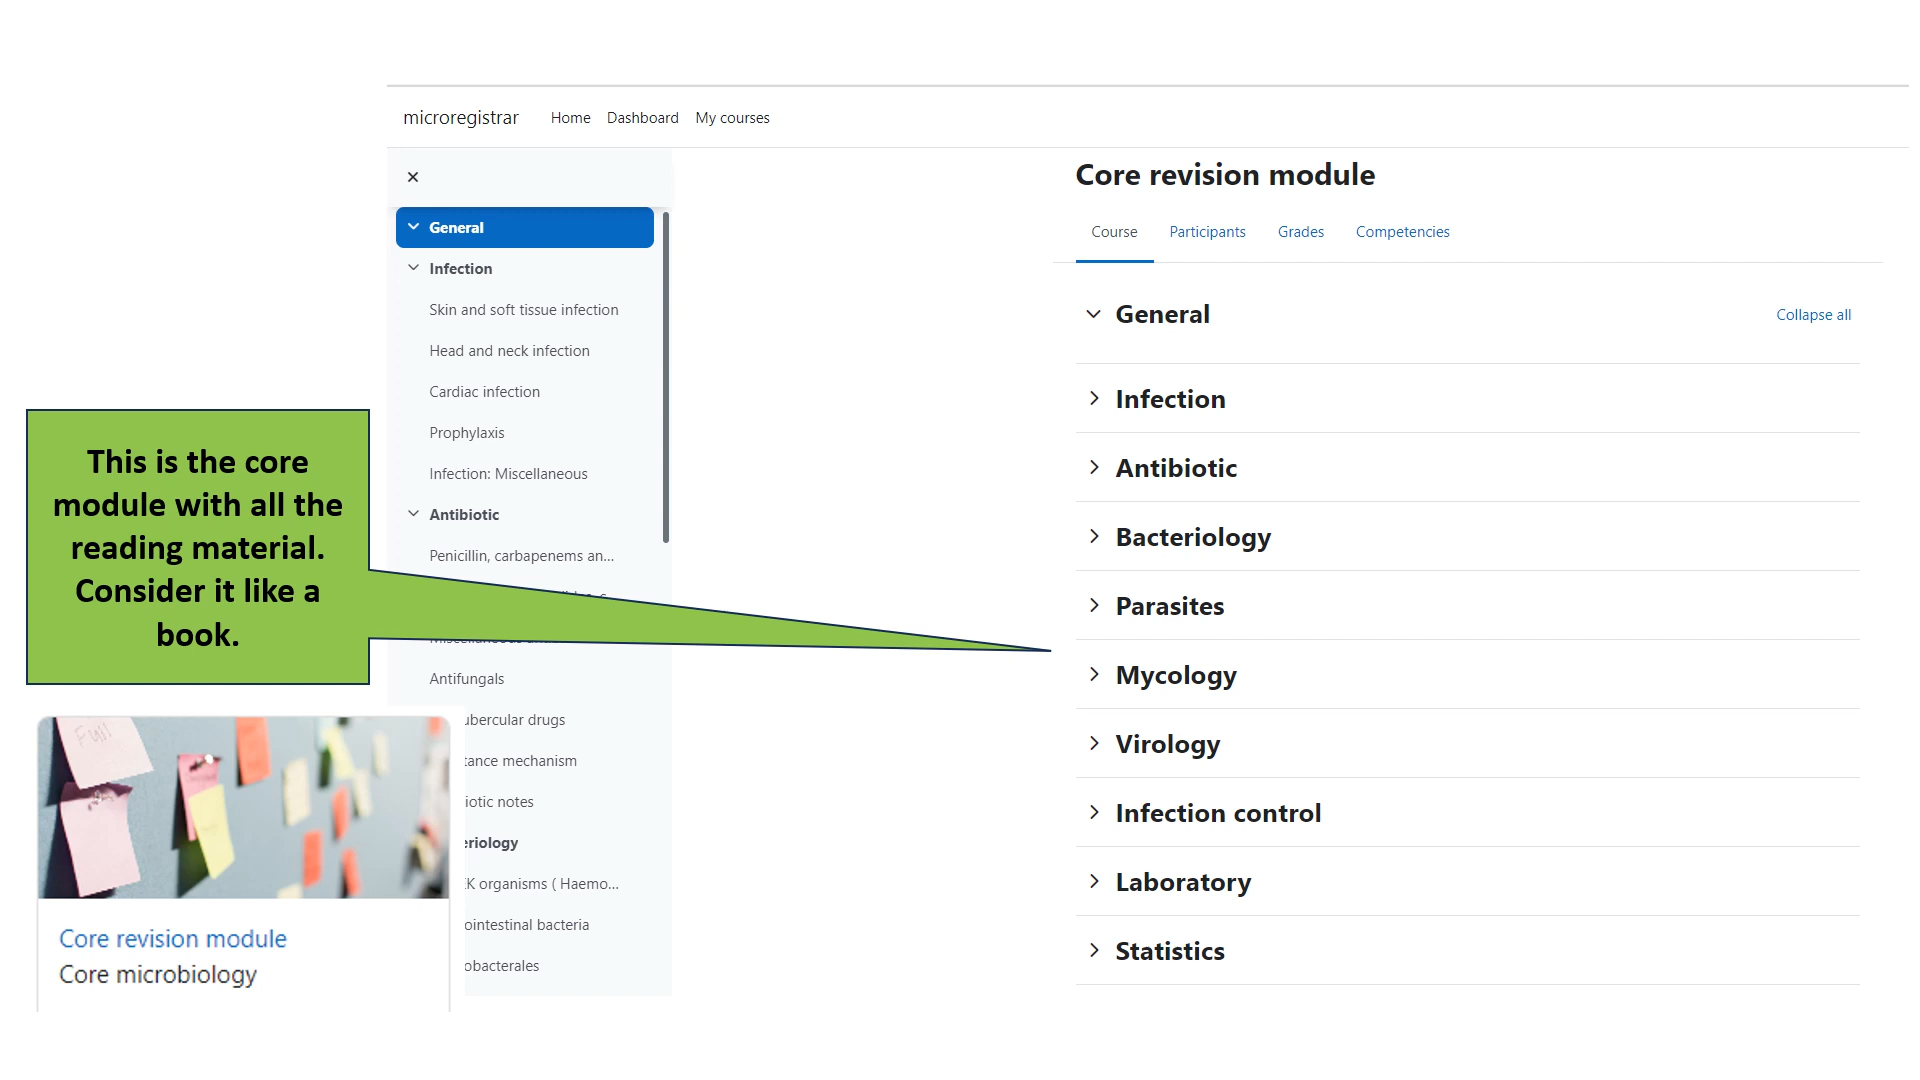 microregistrar Home Dashboard My courses
General
Infection
Skin and soft tissue infection
Head and neck infection
Cardiac infection
Prophylaxis
Infection: Miscellaneous
Antibiotic
Penicillin, carbapenems an...
Antifungals
ubercular drugs
tance mechanism
iotic notes
eriology
K organisms ( Haemo...
ointestinal bacteria
obacterales
This is the core
module with all the
reading material.
Consider it like a
book.
Full
Core revision module
Core microbiology
Core revision module
Course Participants Grades Competencies
General Collapse all
Infection
Antibiotic
Bacteriology
Parasites
Mycology
Virology
Infection control
Laboratory
Statistics